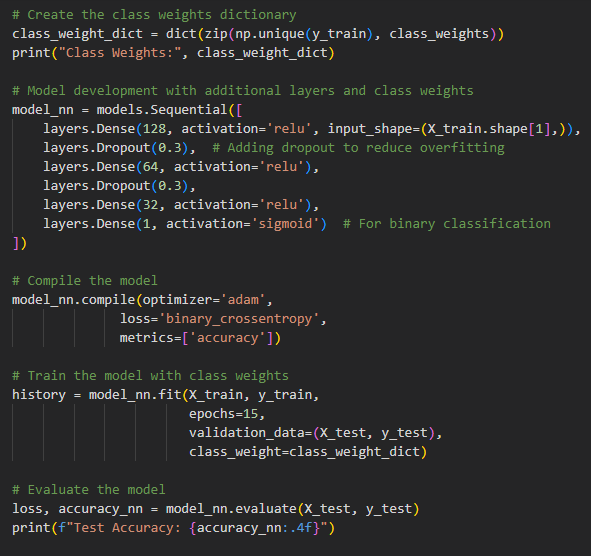 # Create the class weights dictionary
class_weight_dict = dict(zip(np.unique(y_train), class_weights))
print("Class Weights:", class_weight_dict)

# Model development with additional layers and class weights
model_nn = models.Sequential([
    layers.Dense(128, activation='relu', input_shape=(X_train.shape[1],)),
    layers.Dropout(0.3),  # Adding dropout to reduce overfitting
    layers.Dense(64, activation='relu'),
    layers.Dropout(0.3),
    layers.Dense(32, activation='relu'),
    layers.Dense(1, activation='sigmoid')  # For binary classification
])

# Compile the model
model_nn.compile(optimizer='adam',
              loss='binary_crossentropy',
              metrics=['accuracy'])

# Train the model with class weights
history = model_nn.fit(X_train, y_train,
                       epochs=15,
                       validation_data=(X_test, y_test),
                       class_weight=class_weight_dict)

# Evaluate the model
loss, accuracy_nn = model_nn.evaluate(X_test, y_test)
print(f"Test Accuracy: {accuracy_nn:.4f}")